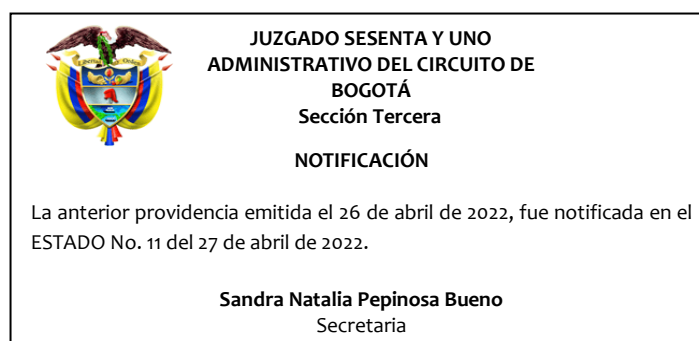 JUZGADO SESENTA Y UNO
ADMINISTRATIVO DEL CIRCUITO DE
BOGOTÁ
Sección Tercera
NOTIFICACIÓN
La anterior providencia emitida el 26 de abril de 2022, fue notificada en el
ESTADO No. 11 del 27 de abril de 2022.
Sandra Natalia Pepinosa Bueno
Secretaria